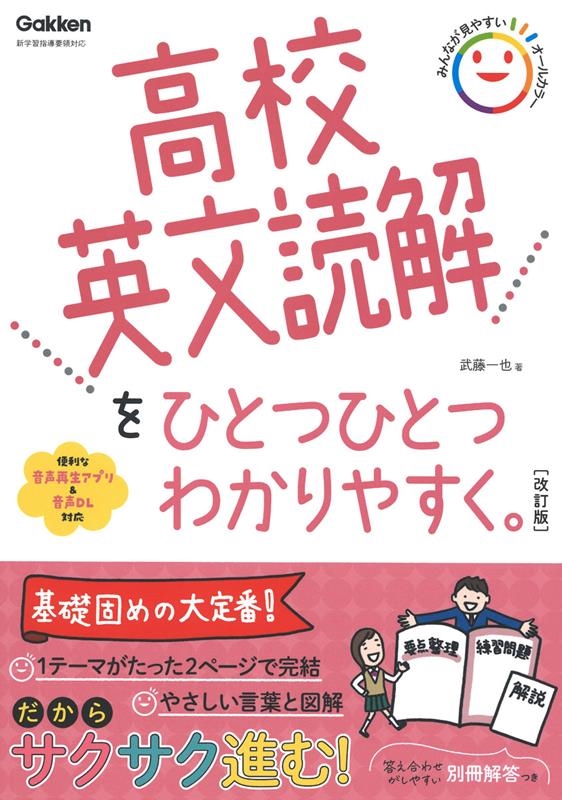 Gakken
新学習指導要領対応
みんなが見やすい
オールカラー
高校
英文読解
武藤一也 著
を
ひとつひとつ
わかりやすく。
[改訂版]
便利な
音声再生アプリ
&
音声DL
対応
基礎固めの大定番!
1テーマがたった2ページで完結
やさしい言葉と図解
だから
サクサク進む!
要点整理
練習問題
解説
答え合わせ
がしやすい
別冊解答つき